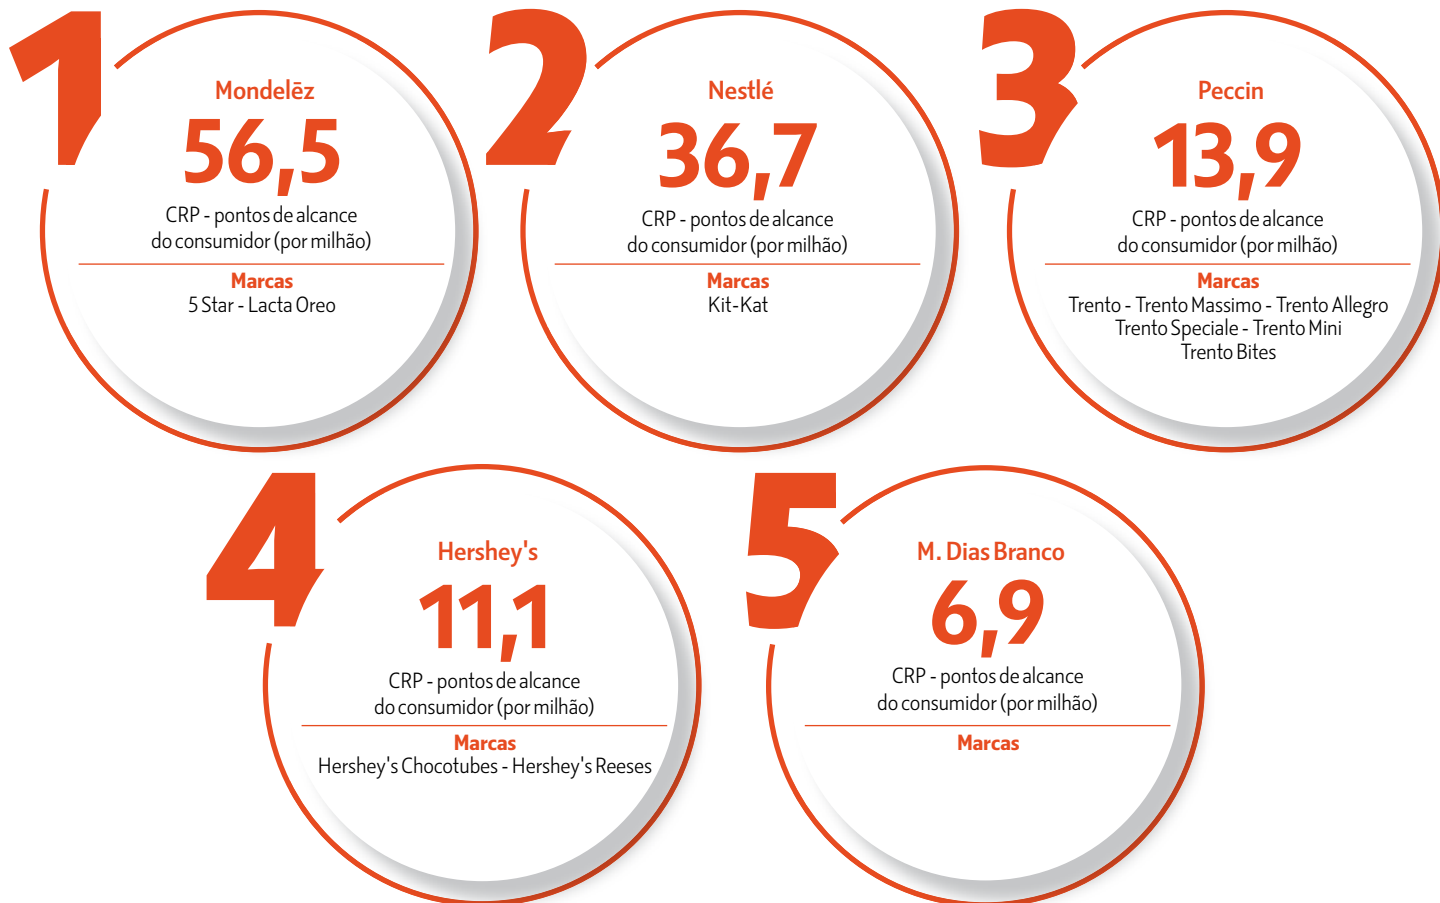 1
Mondelēz
56,5
CRP - pontos de alcance
do consumidor (por milhão)
Marcas
5 Star - Lacta Oreo
2
Nestlé
36,7
CRP - pontos de alcance
do consumidor (por milhão)
Marcas
Kit-Kat
3
Peccin
13,9
CRP - pontos de alcance
do consumidor (por milhão)
Marcas
Trento - Trento Massimo - Trento Allegro
Trento Speciale - Trento Mini
Trento Bites
4
Hershey's
11,1
CRP - pontos de alcance
do consumidor (por milhão)
Marcas
Hershey's Chocotubes - Hershey's Reeses
5
M. Dias Branco
6,9
CRP - pontos de alcance
do consumidor (por milhão)
Marcas